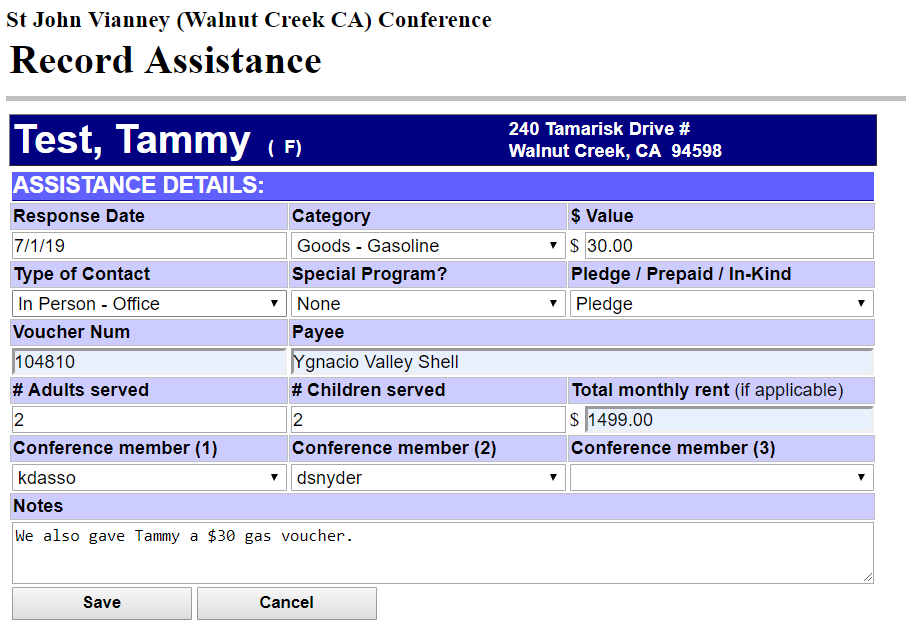 St John Vianney (Walnut Creek CA) Conference
Record Assistance
Test, Tammy ( F) 240 Tamarisk Drive #
Walnut Creek, CA 94598
ASSISTANCE DETAILS:
Response Date Category $ Value
7/1/19 Goods - Gasoline $ 30.00
Type of Contact Special Program? Pledge / Prepaid / In-Kind
In Person - Office None Pledge
Voucher Num Payee
104810 Ygnacio Valley Shell
# Adults served # Children served Total monthly rent (if applicable)
2 2 $ 1499.00
Conference member (1) Conference member (2) Conference member (3)
kdasso dsnyder
Notes
We also gave Tammy a $30 gas voucher.
Save Cancel